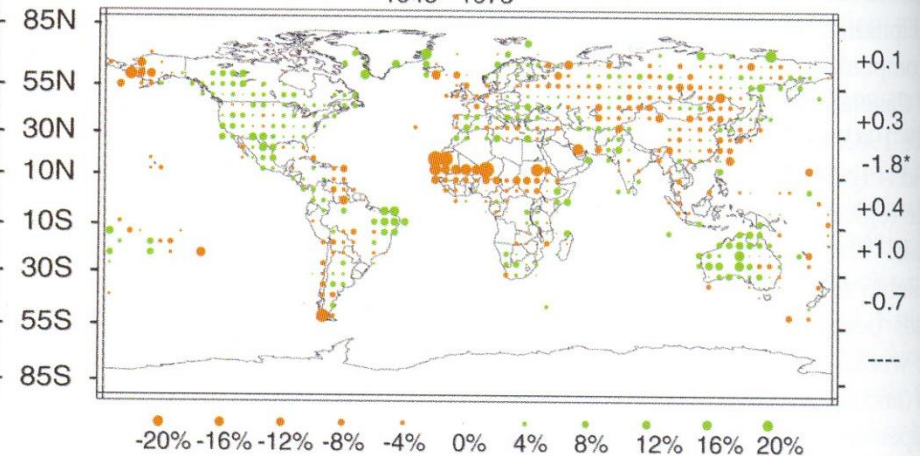 85N
+0.1
55N
+0.3
30N
-1.8*
10N
+0.4
10S
+1.0
30S
-0.7
55S
----
85S
-20% -16% -12% -8% -4% 0% 4% 8% 12% 16% 20%